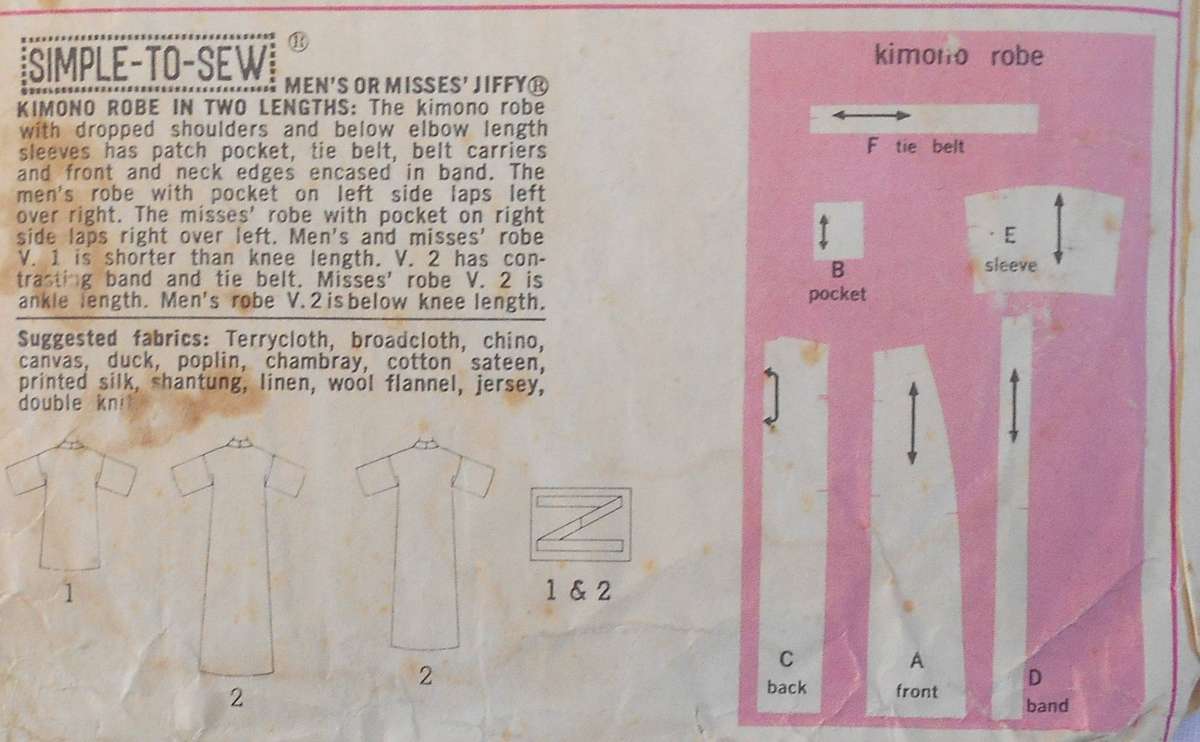 SIMPLE-TO-SEW ®
MEN'S OR MISSES' JIFFY®
KIMONO ROBE IN TWO LENGTHS: The kimono robe
with dropped shoulders and below elbow length
sleeves has patch pocket, tie belt, belt carriers
and front and neck edges encased in band. The
men's robe with pocket on left side laps left
over right. The misses' robe with pocket on right
side laps right over left. Men's and misses' robe
V. 1 is shorter than knee length. V. 2 has con-
trasting band and tie belt. Misses' robe V. 2 is
ankle length. Men's robe V. 2 is below knee length.
Suggested fabrics: Terrycloth, broadcloth, chino,
canvas, duck, poplin, chambray, cotton sateen,
printed silk, shantung, linen, wool flannel, jersey,
double knit
1
2
2
1 & 2
kimono robe
F tie belt
B
pocket
E
sleeve
C
back
A
front
D
band